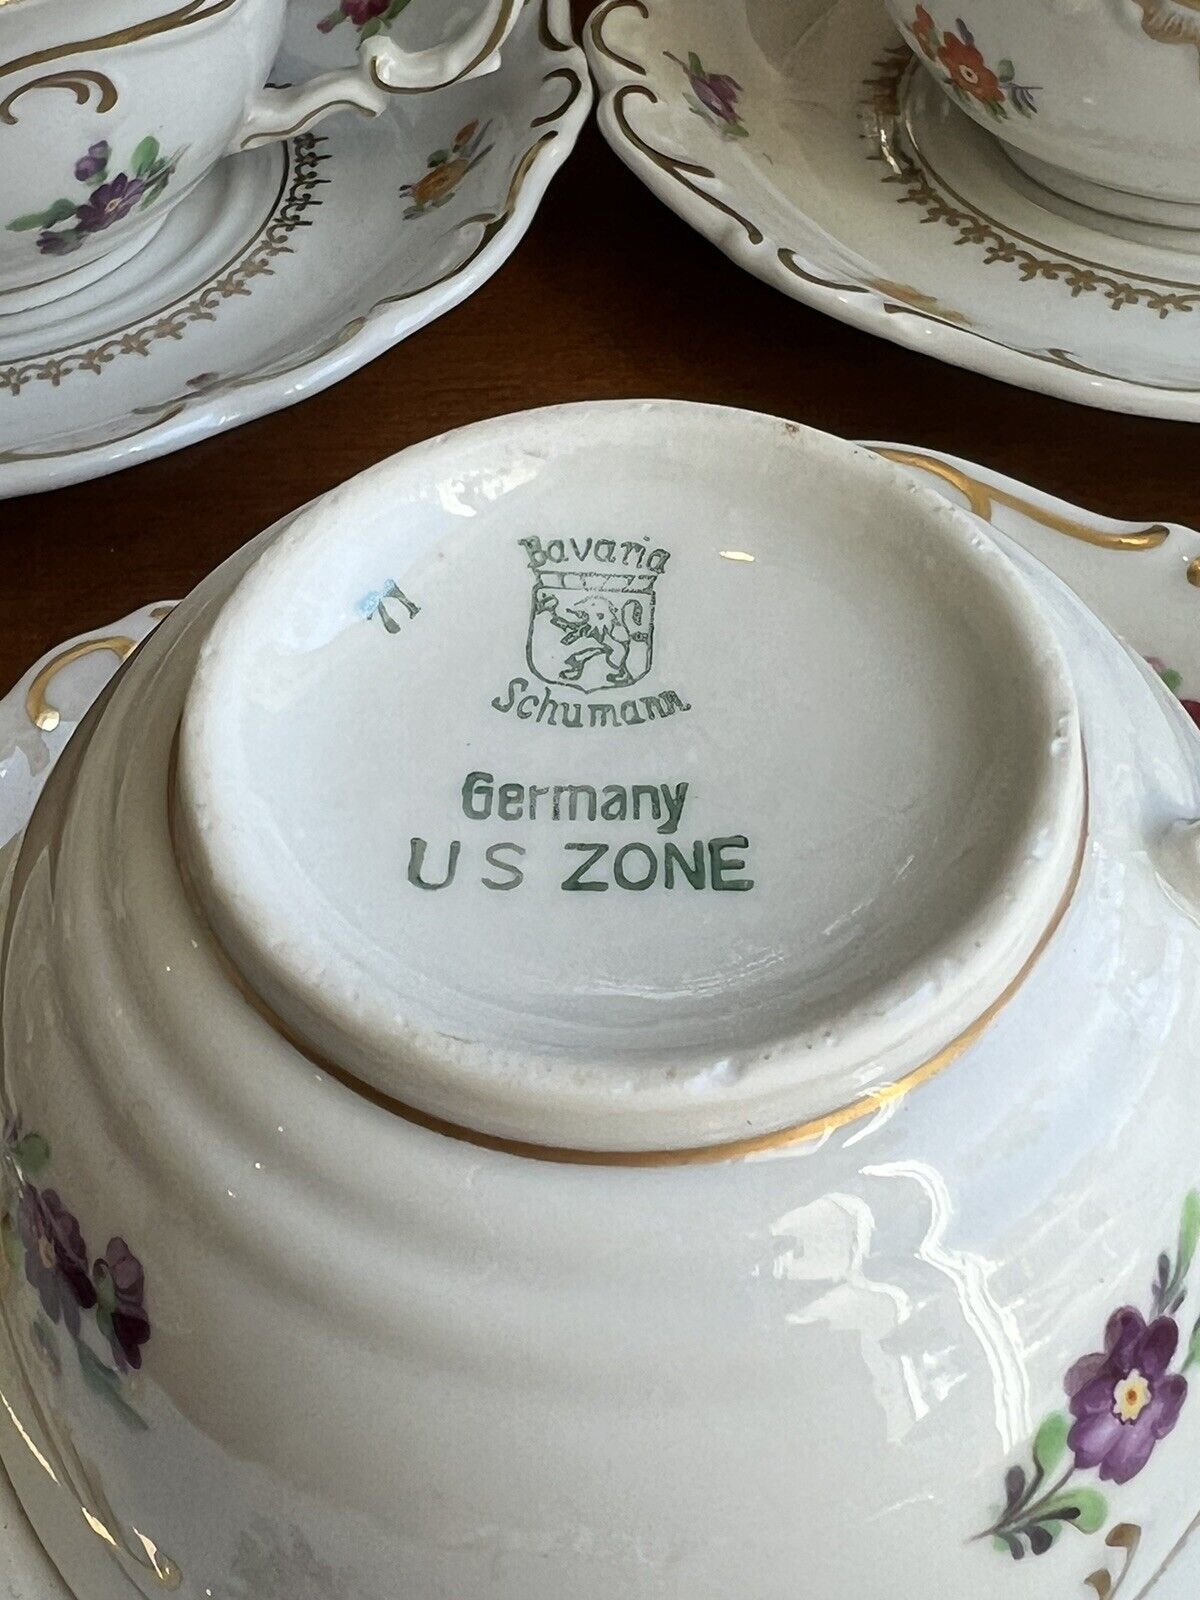 Bavaria
Schumann
Germany
U S ZONE